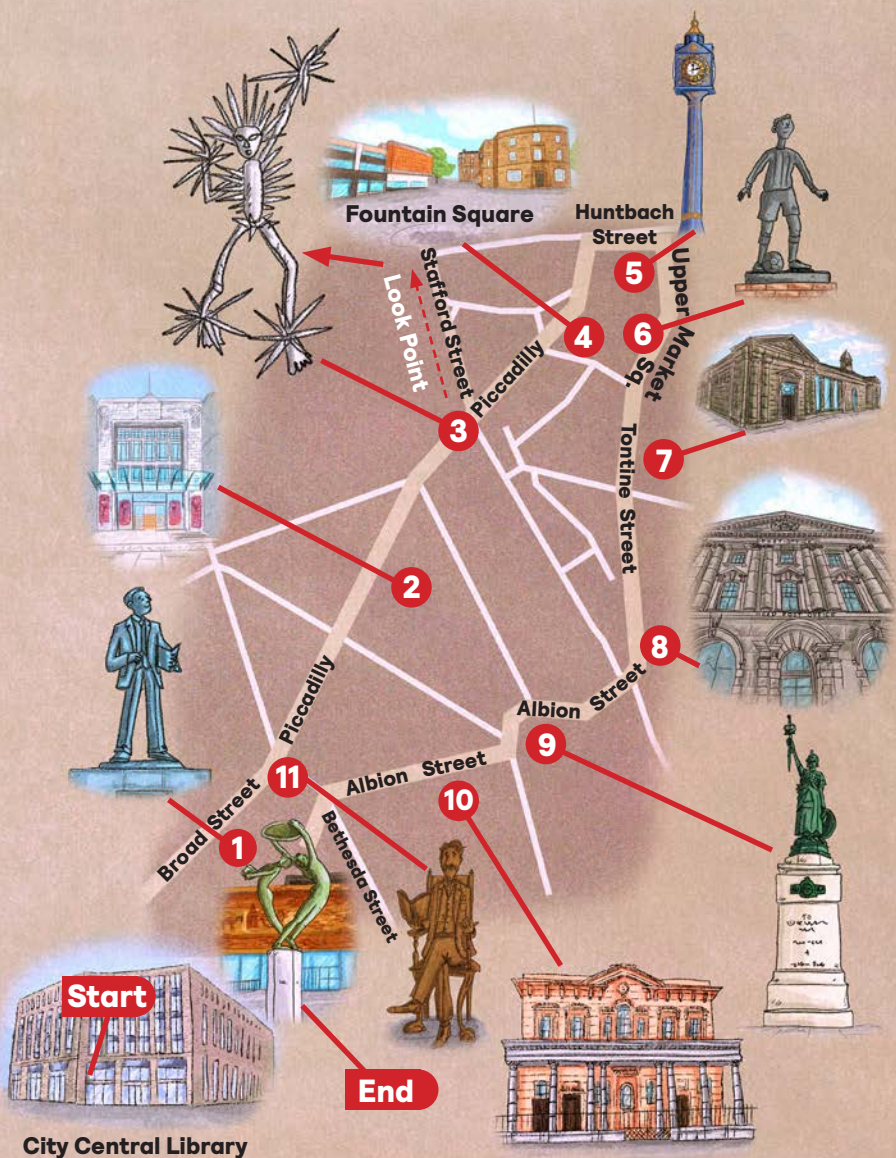 Fountain Square
Huntbach
Street
5
Upper Market
Sq.
6
Stafford Street
Look Point
4
Piccadilly
3
7
Tontine Street
2
8
Albion Street
9
Piccadilly
11
Albion Street
10
Broad Street
1
Bethesda Street
Start
End
TO
City Central Library